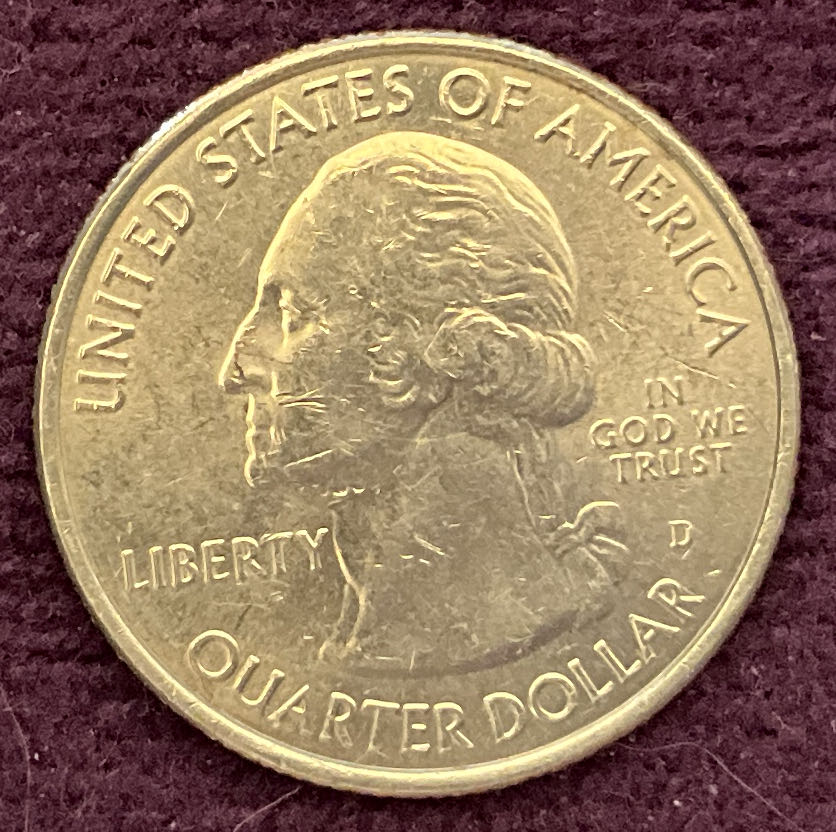 UNITED STATES OF AMERICA
IN
GOD WE
TRUST
LIBERTY
D
QUARTER DOLLAR